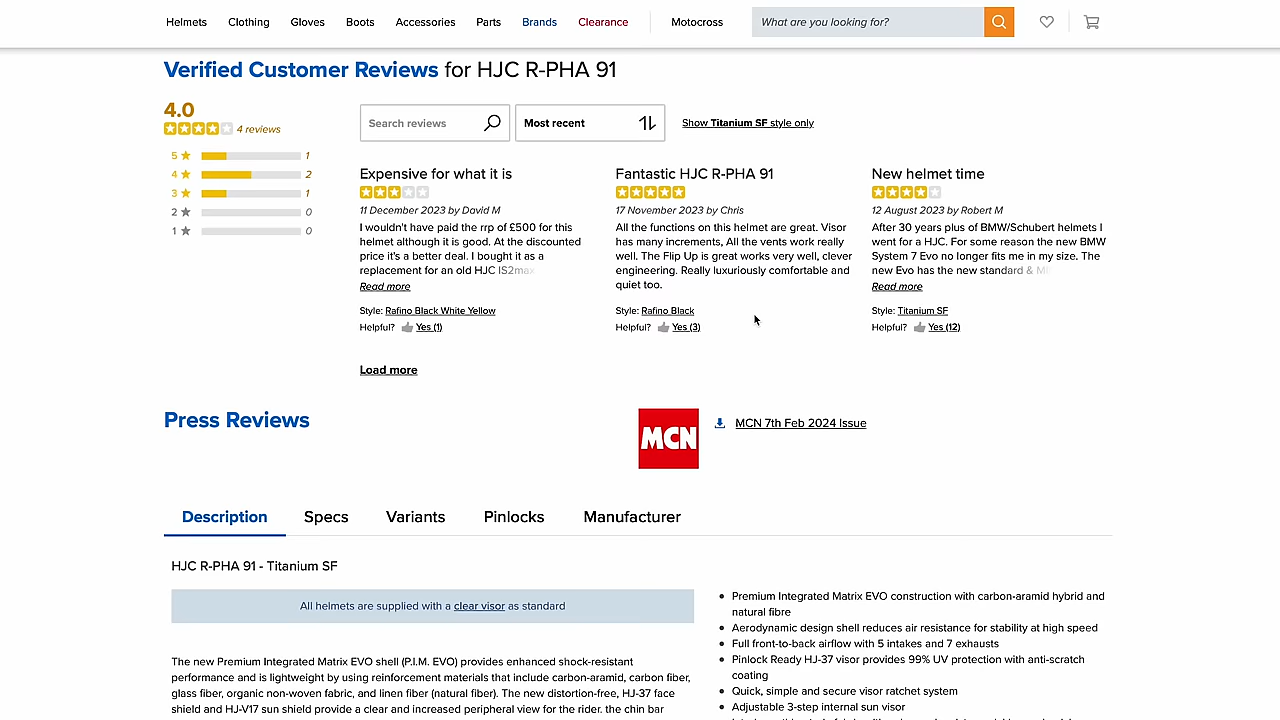 Helmets Clothing Gloves Boots Accessories Parts Brands Clearance Motocross What are you looking for?
Verified Customer Reviews for HJC R-PHA 91
4.0
4 reviews
5 1
4 2
3 1
2 0
1 0
Search reviews Most recent Show Titanium SF style only
Expensive for what it is
11 December 2023 by David M
I wouldn't have paid the rrp of £500 for this
helmet although it is good. At the discounted
price it's a better deal. I bought it as a
replacement for an old HJC IS2max
Read more
Style: Rafino Black White Yellow
Helpful? Yes (1)
Fantastic HJC R-PHA 91
17 November 2023 by Chris
All the functions on this helmet are great. Visor
has many increments, All the vents work really
well. The Flip Up is great works very well, clever
engineering. Really luxuriously comfortable and
quiet too.
Style: Rafino Black
Helpful? Yes (3)
New helmet time
12 August 2023 by Robert M
After 30 years plus of BMW/Schubert helmets I
went for a HJC. For some reason the new BMW
System 7 Evo no longer fits me in my size. The
new Evo has the new standard &
Read more
Style: Titanium SF
Helpful? Yes (12)
Load more
Press Reviews
MCN
MCN 7th Feb 2024 Issue
Description Specs Variants Pinlocks Manufacturer
HJC R-PHA 91 - Titanium SF
All helmets are supplied with a clear visor as standard
The new Premium Integrated Matrix EVO shell (P.I.M. EVO) provides enhanced shock-resistant
performance and is lightweight by using reinforcement materials that include carbon-aramid, carbon fiber,
glass fiber, organic non-woven fabric, and linen fiber (natural fiber). The new distortion-free, HJ-37 face
shield and HJ-V17 sun shield provide a clear and increased peripheral view for the rider. the chin bar
Premium Integrated Matrix EVO construction with carbon-aramid hybrid and
natural fibre
Aerodynamic design shell reduces air resistance for stability at high speed
Full front-to-back airflow with 5 intakes and 7 exhausts
Pinlock Ready HJ-37 visor provides 99% UV protection with anti-scratch
coating
Quick, simple and secure visor ratchet system
Adjustable 3-step internal sun visor